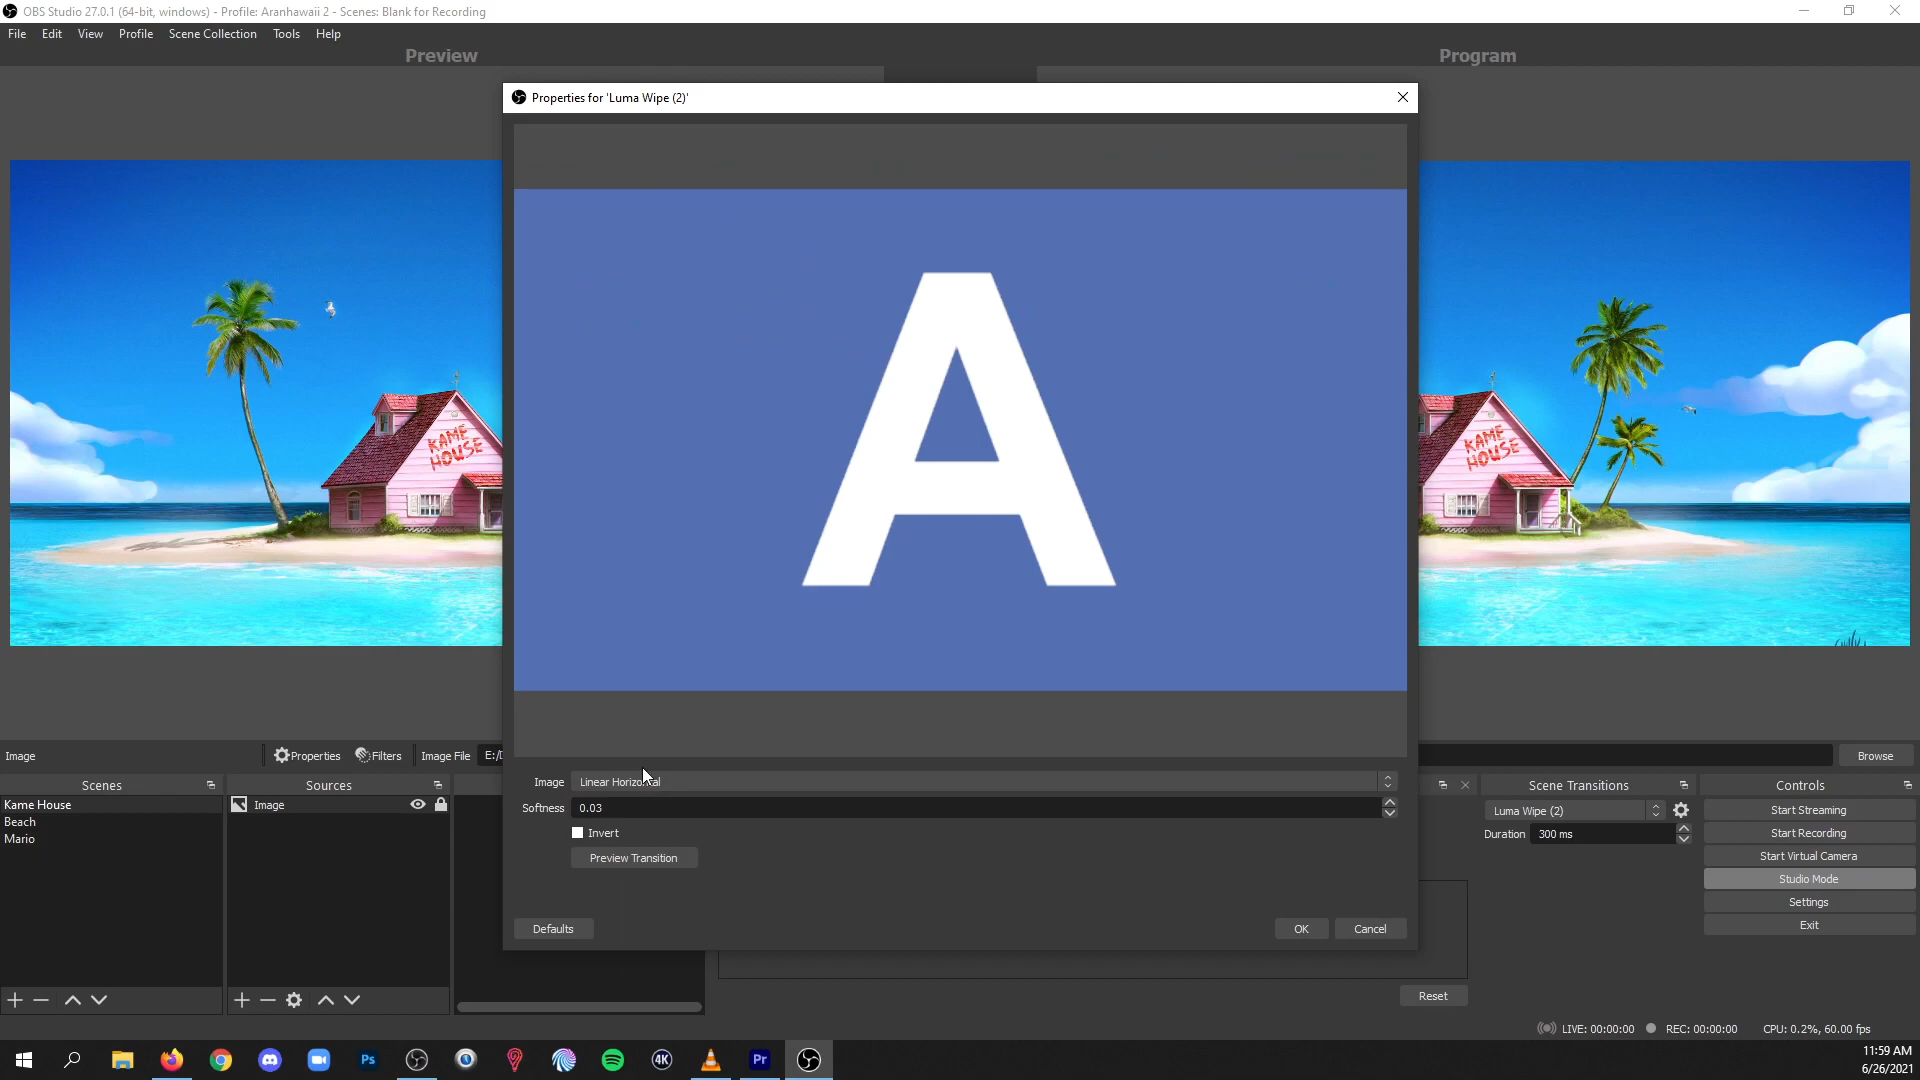 OBS Studio 27.0.1 (64-bit, windows) - Profile: Aranhawaii 2 - Scenes: Blank for Recording
File Edit View Profile Scene Collection Tools Help
Preview
Program
Properties for 'Luma Wipe (2)'
A
KAME
HOUSE
KAME
HOUSE
Image Linear Horizontal
Softness 0.03
Invert
Preview Transition
Defaults
OK
Cancel
Image
Properties
Filters
Image File E:/
Browse
Scenes
Kame House
Beach
Mario
Sources
Image
Scene Transitions
Luma Wipe (2)
Duration 300 ms
Controls
Start Streaming
Start Recording
Start Virtual Camera
Studio Mode
Settings
Exit
Reset
LIVE: 00:00:00 REC: 00:00:00 CPU: 0.2%, 60.00 fps
Ps
4K
Pr
11:59 AM
6/26/2021